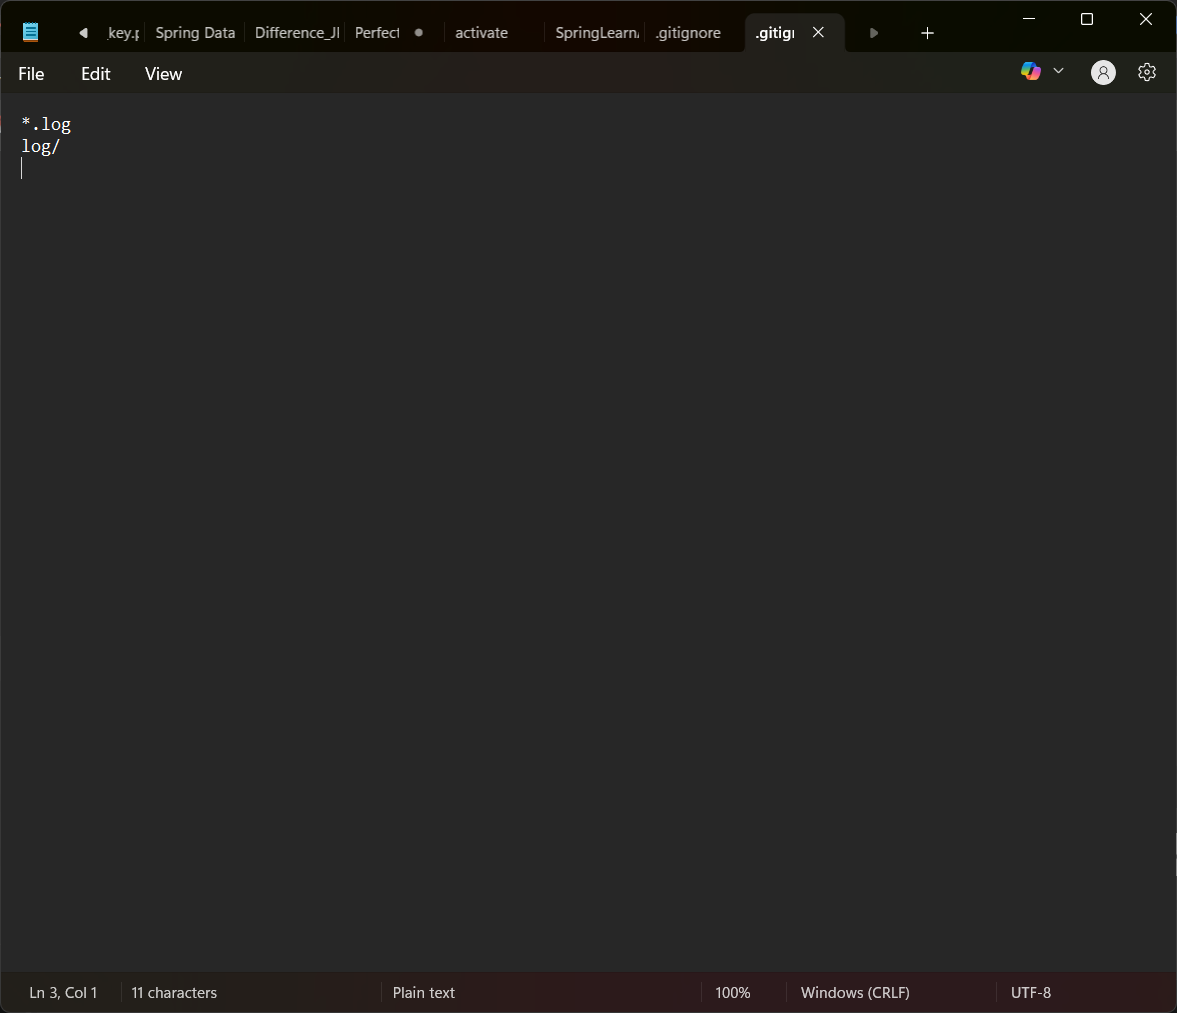 _key.p Spring Data Difference_JI Perfect activate SpringLearn .gitignore .gitig
File Edit View
*.log
log/
Ln 3, Col 1 11 characters Plain text 100% Windows (CRLF) UTF-8